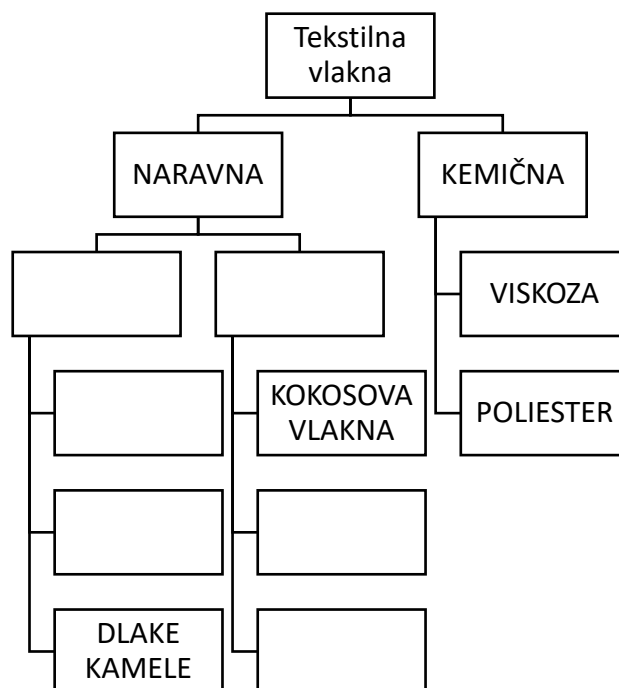 Tekstilna
vlakna
NARAVNA
KEMIČNA
VISKOZA
KOKOSOVA
VLAKNA
POLIESTER
DLAKE
KAMELE